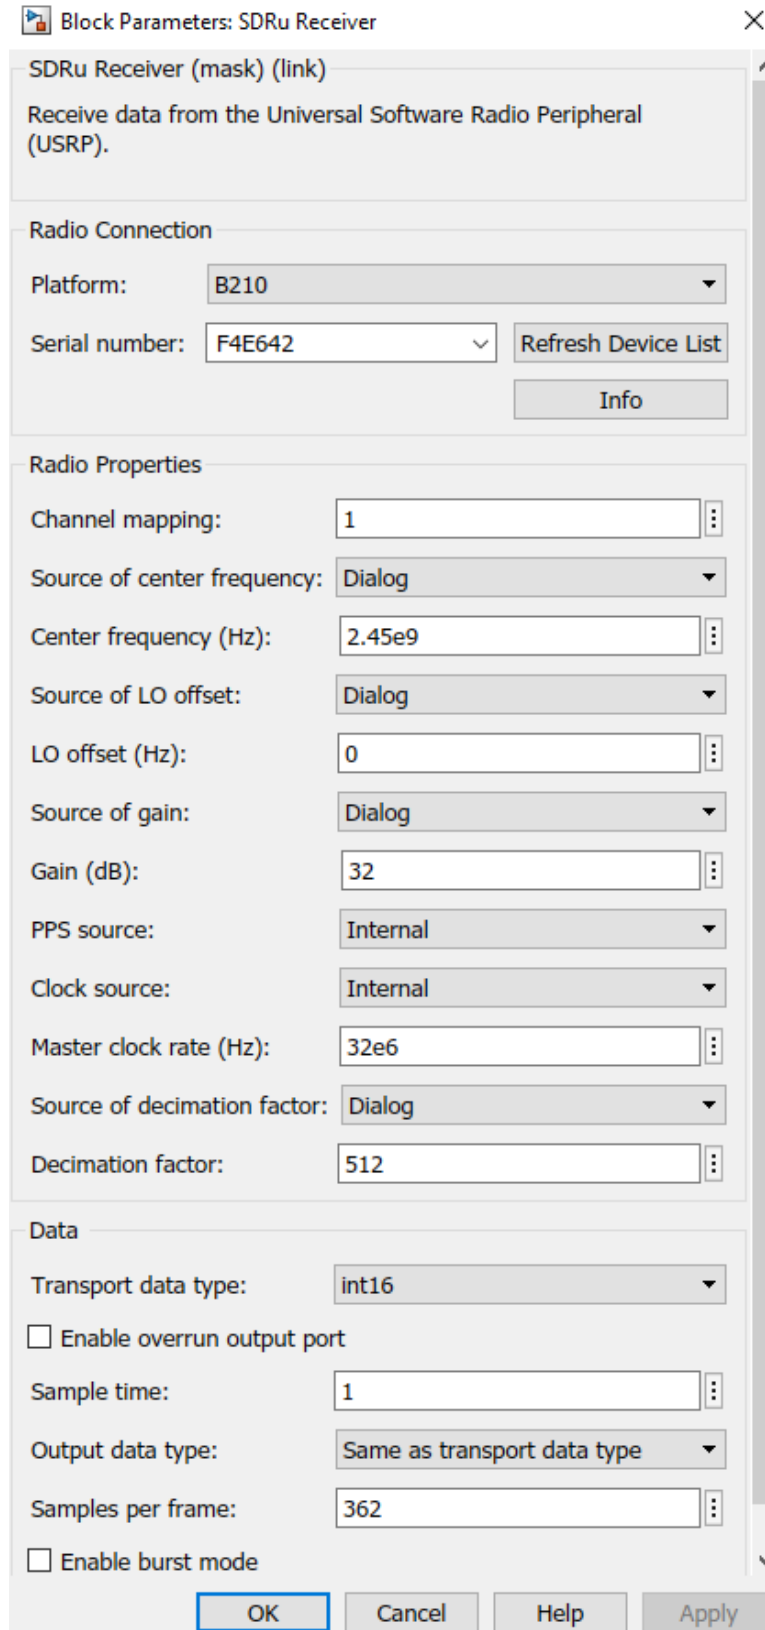 Block Parameters: SDRu Receiver
SDRu Receiver (mask) (link)
Receive data from the Universal Software Radio Peripheral
(USRP).
Radio Connection
Platform: B210
Serial number: F4E642 Refresh Device List
Info
Radio Properties
Channel mapping: 1
Source of center frequency: Dialog
Center frequency (Hz): 2.45e9
Source of LO offset: Dialog
LO offset (Hz): 0
Source of gain: Dialog
Gain (dB): 32
PPS source: Internal
Clock source: Internal
Master clock rate (Hz): 32e6
Source of decimation factor: Dialog
Decimation factor: 512
Data
Transport data type: int16
Enable overrun output port
Sample time: 1
Output data type: Same as transport data type
Samples per frame: 362
Enable burst mode
OK Cancel Help Apply